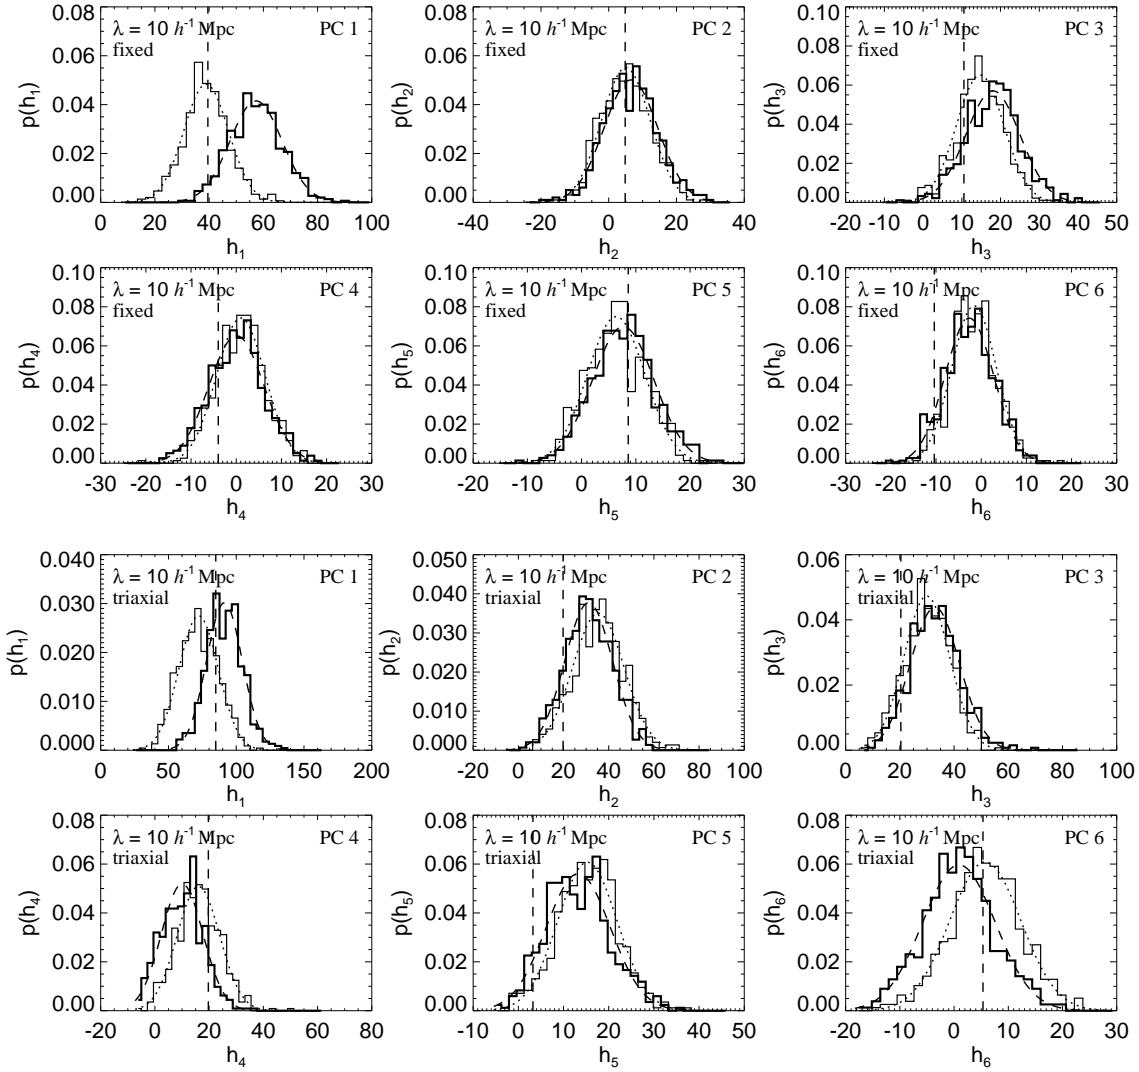 λ = 10 h⁻¹ Mpc PC 1
fixed
p(h₁)
0.08
0.06
0.04
0.02
0.00
0 20 40 60 80 100
h₁
λ = 10 h⁻¹ Mpc PC 2
fixed
p(h₂)
0.08
0.06
0.04
0.02
0.00
-40 -20 0 20 40
h₂
λ = 10 h⁻¹ Mpc PC 3
fixed
p(h₃)
0.10
0.08
0.06
0.04
0.02
0.00
-20 -10 0 10 20 30 40 50
h₃
λ = 10 h⁻¹ Mpc PC 4
fixed
p(h₄)
0.10
0.08
0.06
0.04
0.02
0.00
-30 -20 -10 0 10 20 30
h₄
λ = 10 h⁻¹ Mpc PC 5
fixed
p(h₅)
0.10
0.08
0.06
0.04
0.02
0.00
-30 -20 -10 0 10 20 30
h₅
λ = 10 h⁻¹ Mpc PC 6
fixed
p(h₆)
0.10
0.08
0.06
0.04
0.02
0.00
-30 -20 -10 0 10 20 30
h₆
λ = 10 h⁻¹ Mpc PC 1
triaxial
p(h₁)
0.040
0.030
0.020
0.010
0.000
0 50 100 150 200
h₁
λ = 10 h⁻¹ Mpc PC 2
triaxial
p(h₂)
0.050
0.040
0.030
0.020
0.010
0.000
-20 0 20 40 60 80 100
h₂
λ = 10 h⁻¹ Mpc PC 3
triaxial
p(h₃)
0.06
0.04
0.02
0.00
0 20 40 60 80 100
h₃
λ = 10 h⁻¹ Mpc PC 4
triaxial
p(h₄)
0.08
0.06
0.04
0.02
0.00
-20 0 20 40 60 80
h₄
λ = 10 h⁻¹ Mpc PC 5
triaxial
p(h₅)
0.08
0.06
0.04
0.02
0.00
-10 0 10 20 30 40 50
h₅
λ = 10 h⁻¹ Mpc PC 6
triaxial
p(h₆)
0.08
0.06
0.04
0.02
0.00
-20 -10 0 10 20 30
h₆